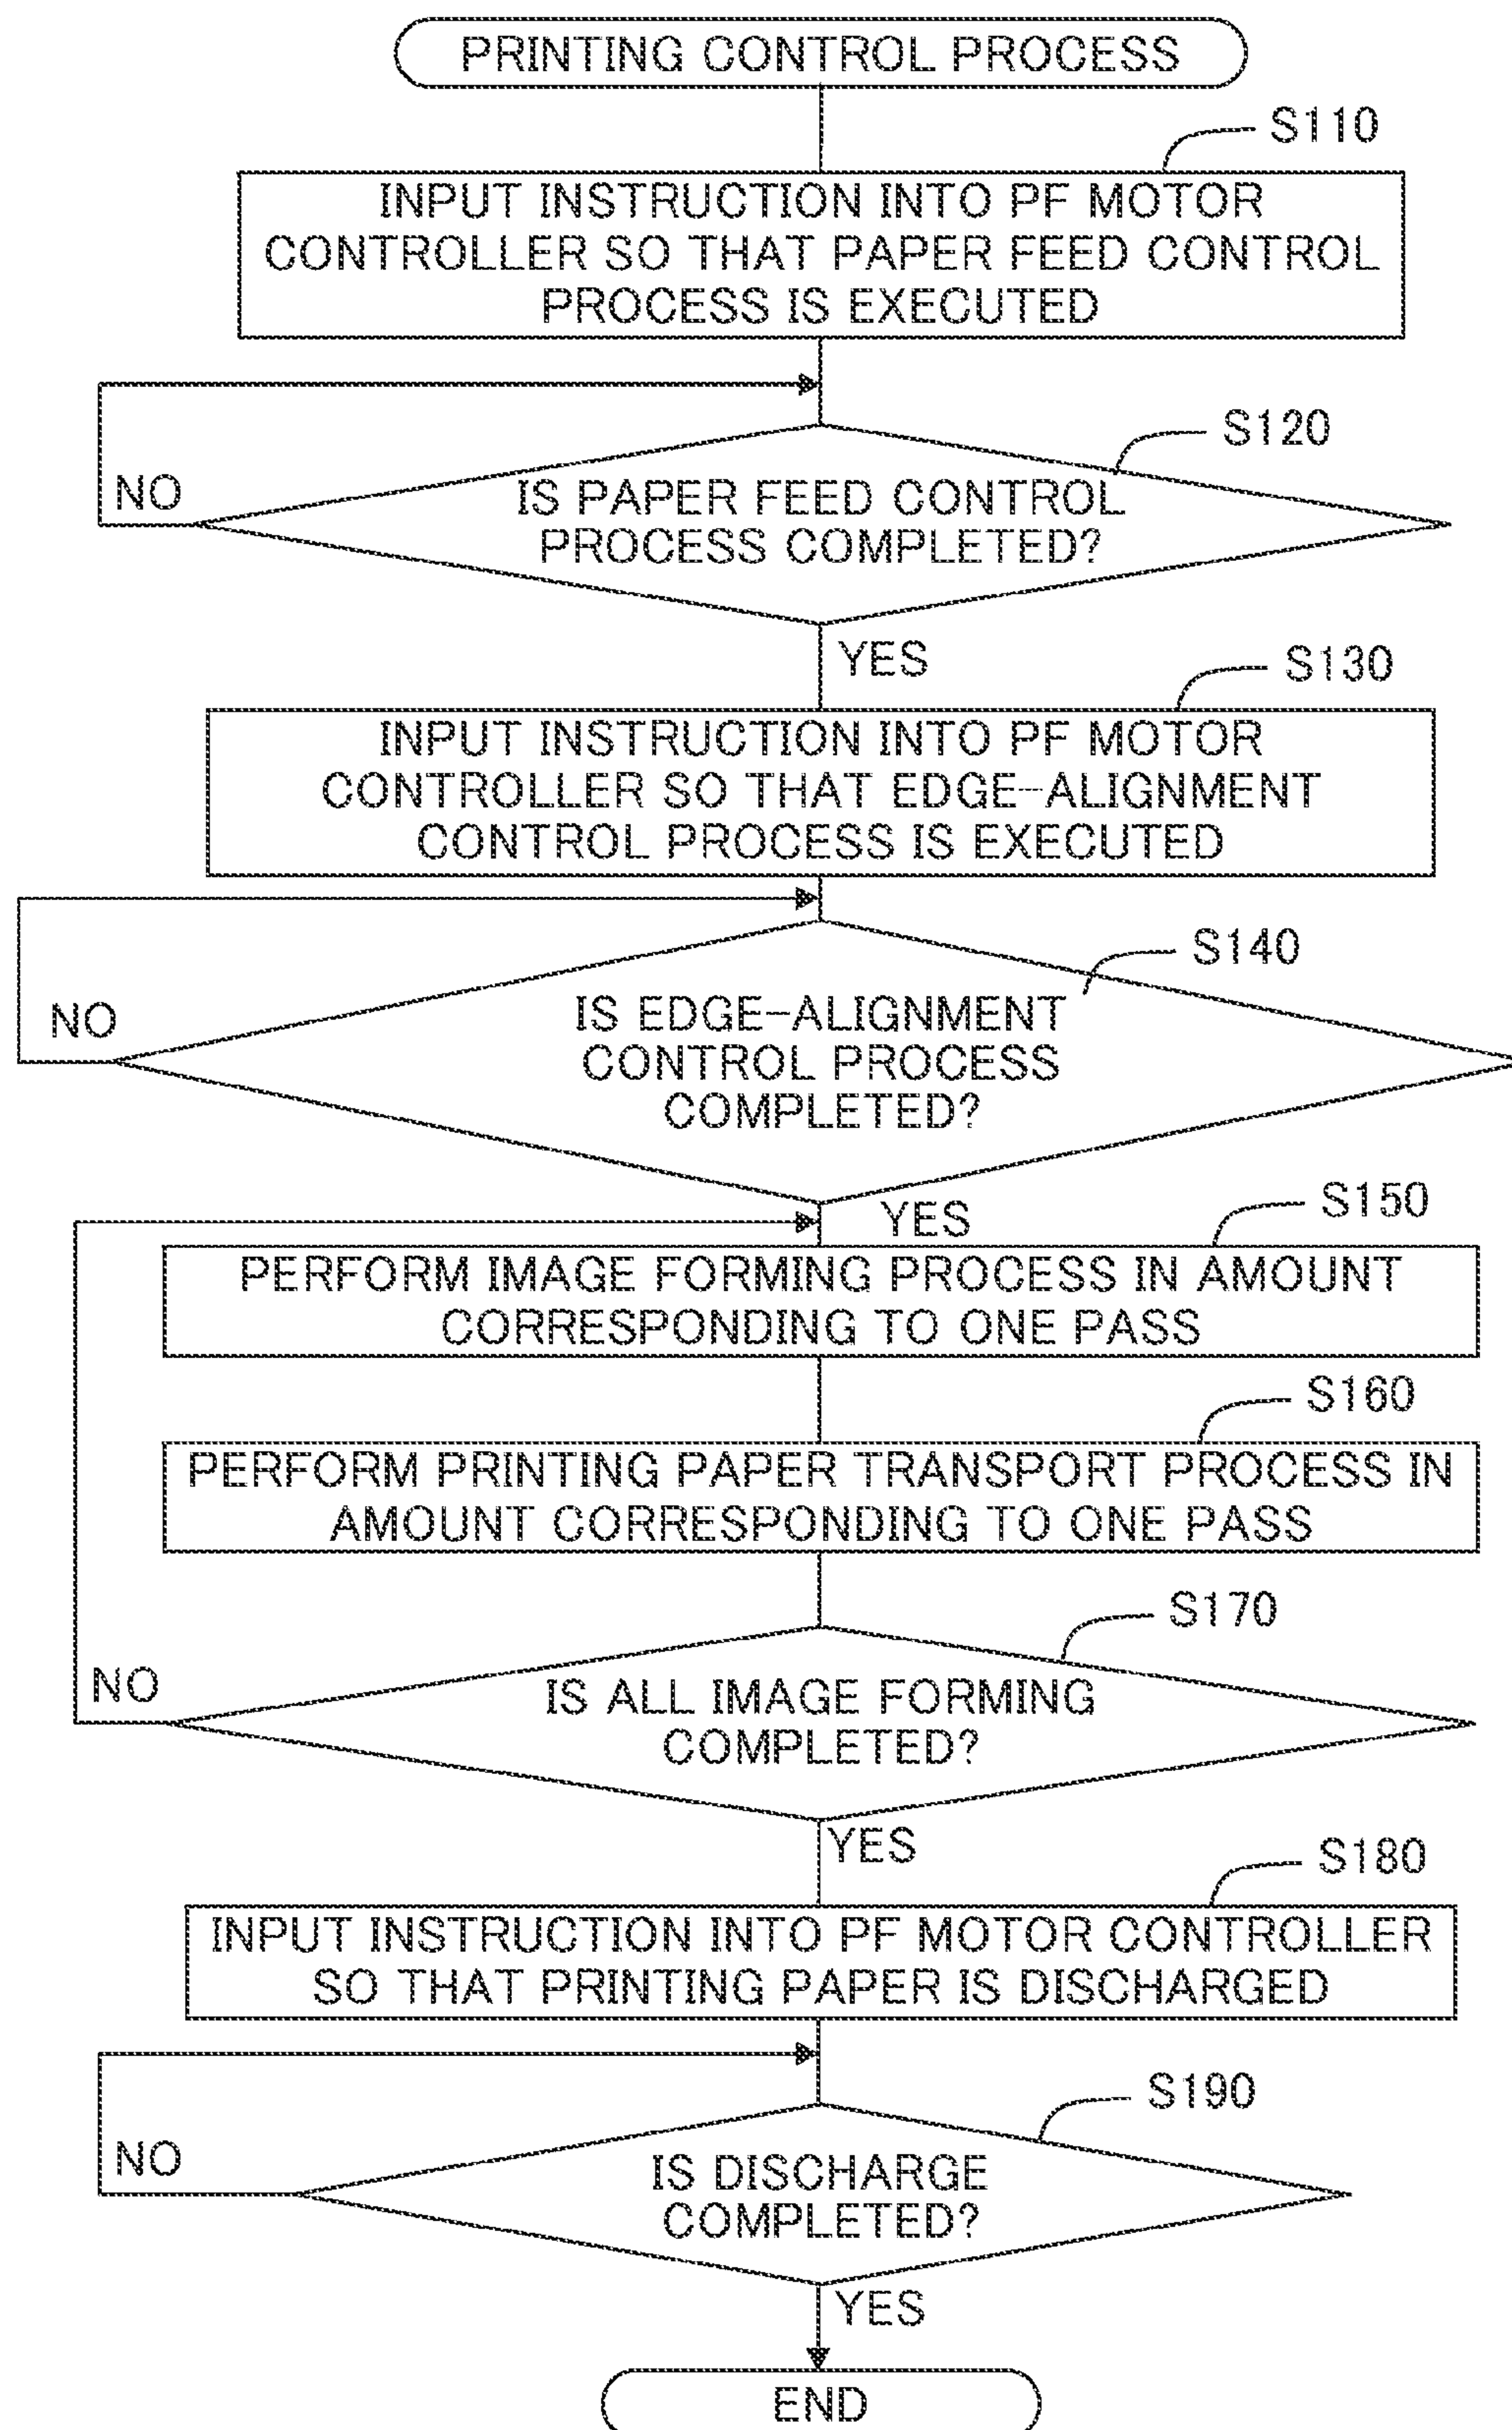 PRINTING CONTROL PROCESS
S110
INPUT INSTRUCTION INTO PF MOTOR
CONTROLLER SO THAT PAPER FEED CONTROL
PROCESS IS EXECUTED
S120
NO
IS PAPER FEED CONTROL
PROCESS COMPLETED?
YES
S130
INPUT INSTRUCTION INTO PF MOTOR
CONTROLLER SO THAT EDGE-ALIGNMENT
CONTROL PROCESS IS EXECUTED
S140
NO
IS EDGE-ALIGNMENT
CONTROL PROCESS
COMPLETED?
YES
S150
PERFORM IMAGE FORMING PROCESS IN AMOUNT
CORRESPONDING TO ONE PASS
S160
PERFORM PRINTING PAPER TRANSPORT PROCESS IN
AMOUNT CORRESPONDING TO ONE PASS
S170
NO
IS ALL IMAGE FORMING
COMPLETED?
YES
S180
INPUT INSTRUCTION INTO PF MOTOR CONTROLLER
SO THAT PRINTING PAPER IS DISCHARGED
S190
NO
IS DISCHARGE
COMPLETED?
YES
END